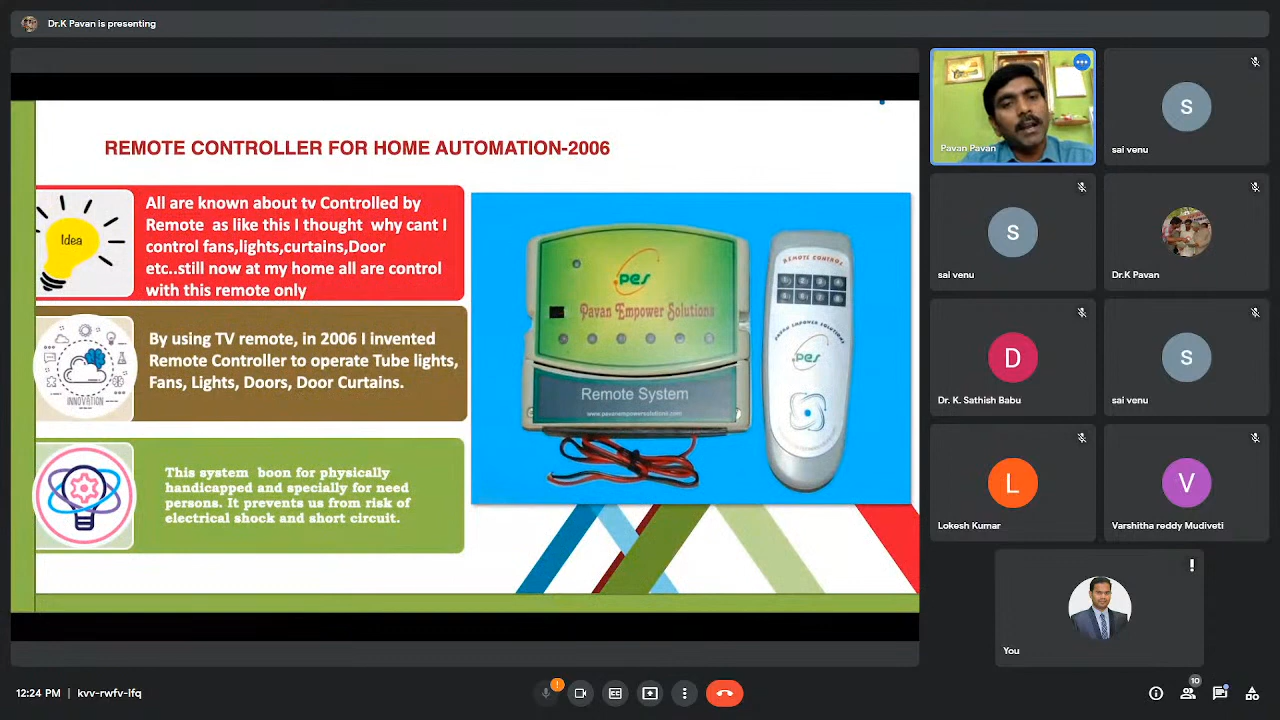 Dr.K Pavan is presenting
REMOTE CONTROLLER FOR HOME AUTOMATION-2006
Idea
All are known about tv Controlled by
Remote as like this I thought why cant I
control fans,lights,curtains,Door
etc..still now at my home all are control
with this remote only
INNOVATION
By using TV remote, in 2006 I invented
Remote Controller to operate Tube lights,
Fans, Lights, Doors, Door Curtains.
This system boon for physically
handicapped and specially for need
persons. It prevents us from risk of
electrical shock and short circuit.
pes
Pavan Empower Solutions
Remote System
www.pavanempowersolutions.com
REMOTE CONTROL
PAVAN EMPOWER SOLUTIONS
pes
Pavan Pavan
S
sai venu
S
sai venu
Dr.K Pavan
D
Dr. K. Sathish Babu
S
sai venu
L
Lokesh Kumar
V
Varshitha reddy Mudiveti
You
12:24 PM | kvv-rwfv-lfq
10